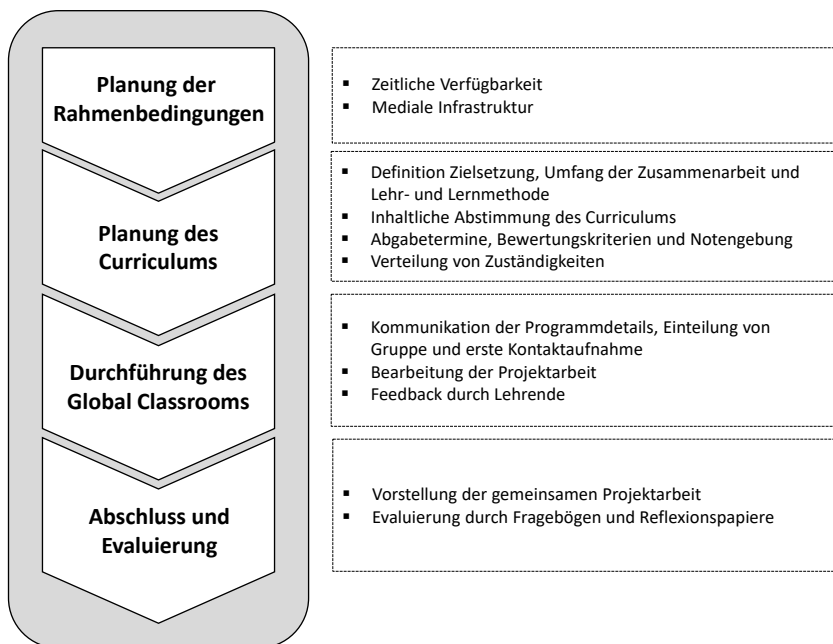 Planung der
Rahmenbedingungen
▪ Zeitliche Verfügbarkeit
▪ Mediale Infrastruktur
Planung des
Curriculums
▪ Definition Zielsetzung, Umfang der Zusammenarbeit und
Lehr- und Lernmethode
▪ Inhaltliche Abstimmung des Curriculums
▪ Abgabetermine, Bewertungskriterien und Notengebung
▪ Verteilung von Zuständigkeiten
Durchführung des
Global Classrooms
▪ Kommunikation der Programmdetails, Einteilung von
Gruppe und erste Kontaktaufnahme
▪ Bearbeitung der Projektarbeit
▪ Feedback durch Lehrende
Abschluss und
Evaluierung
▪ Vorstellung der gemeinsamen Projektarbeit
▪ Evaluierung durch Fragebögen und Reflexionspapiere